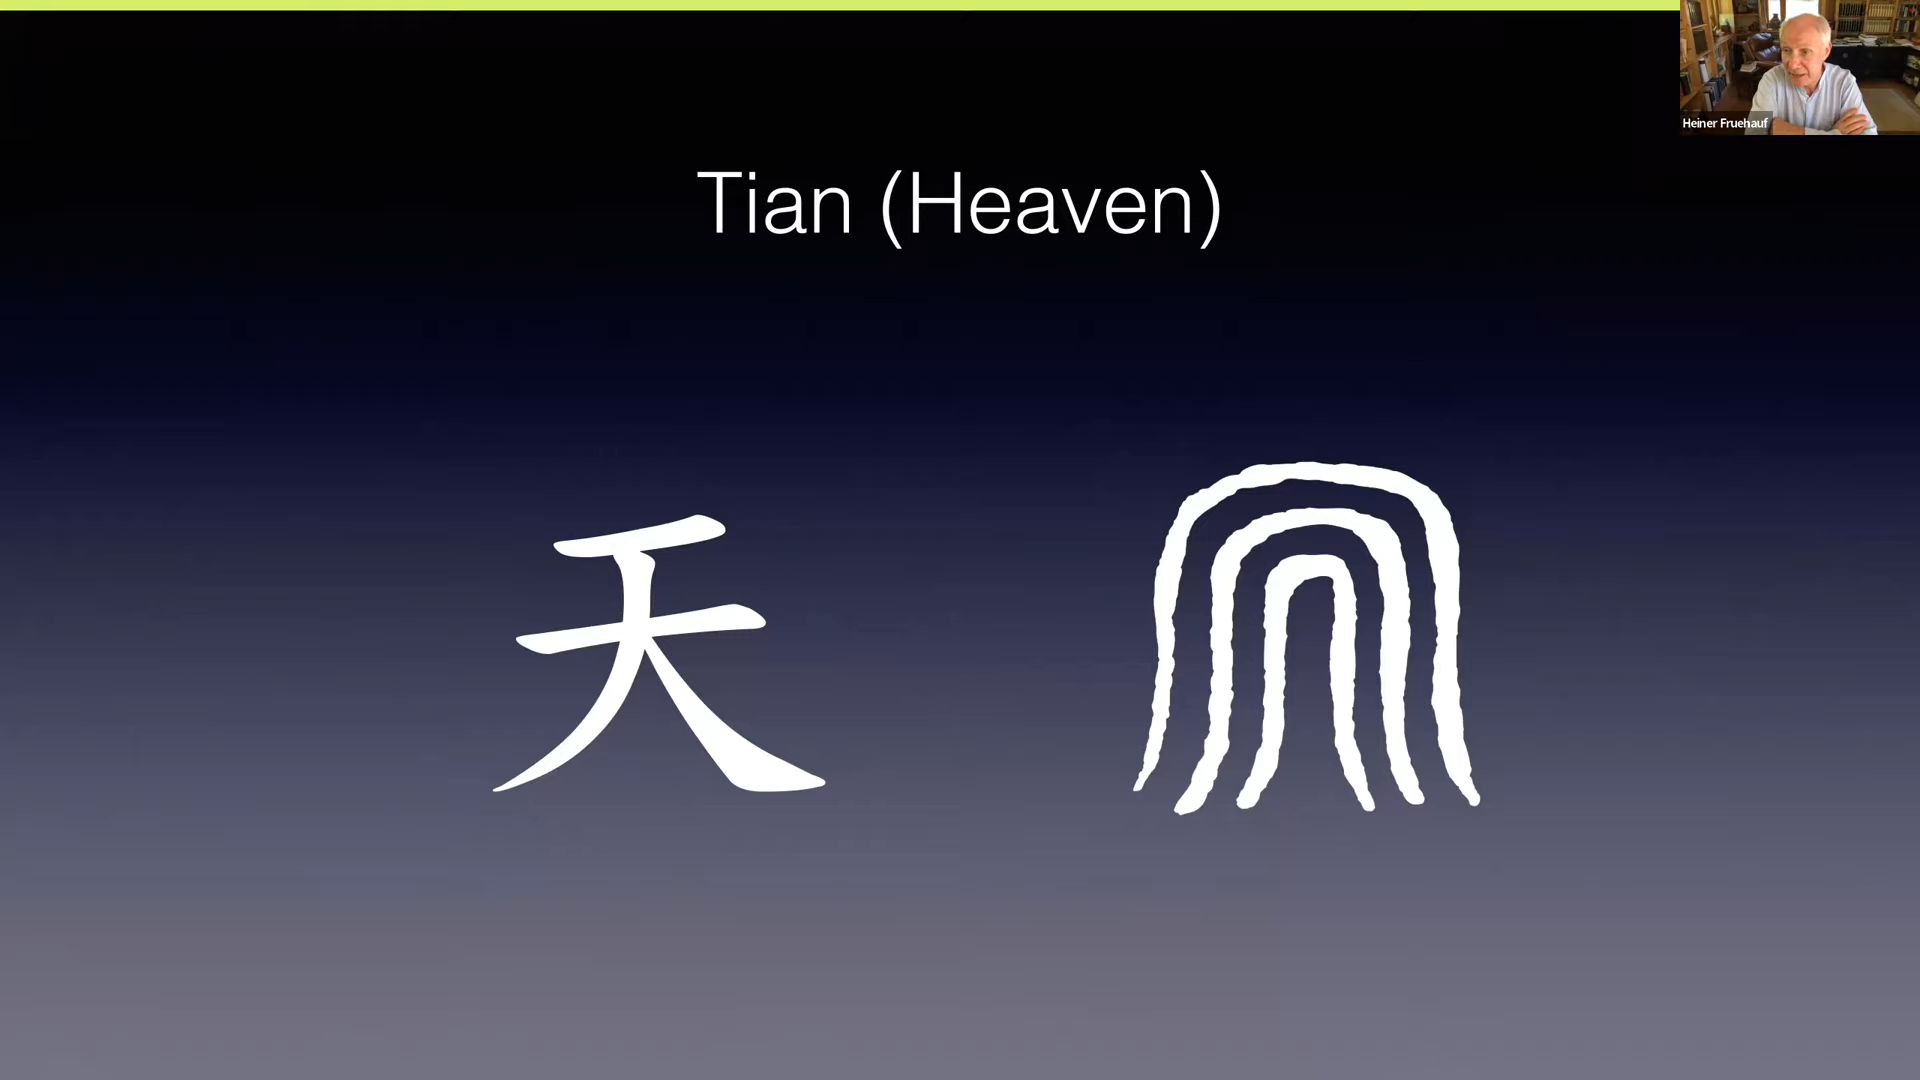 Heiner Fruehauf
Tian (Heaven)
天